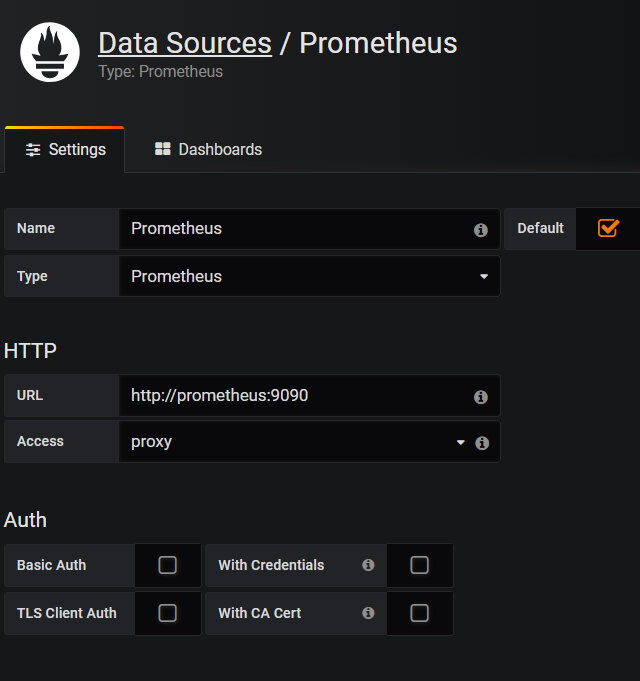 Data Sources / Prometheus
Type: Prometheus
Settings Dashboards
Name Prometheus Default
Type Prometheus
HTTP
URL http://prometheus:9090
Access proxy
Auth
Basic Auth With Credentials
TLS Client Auth With CA Cert